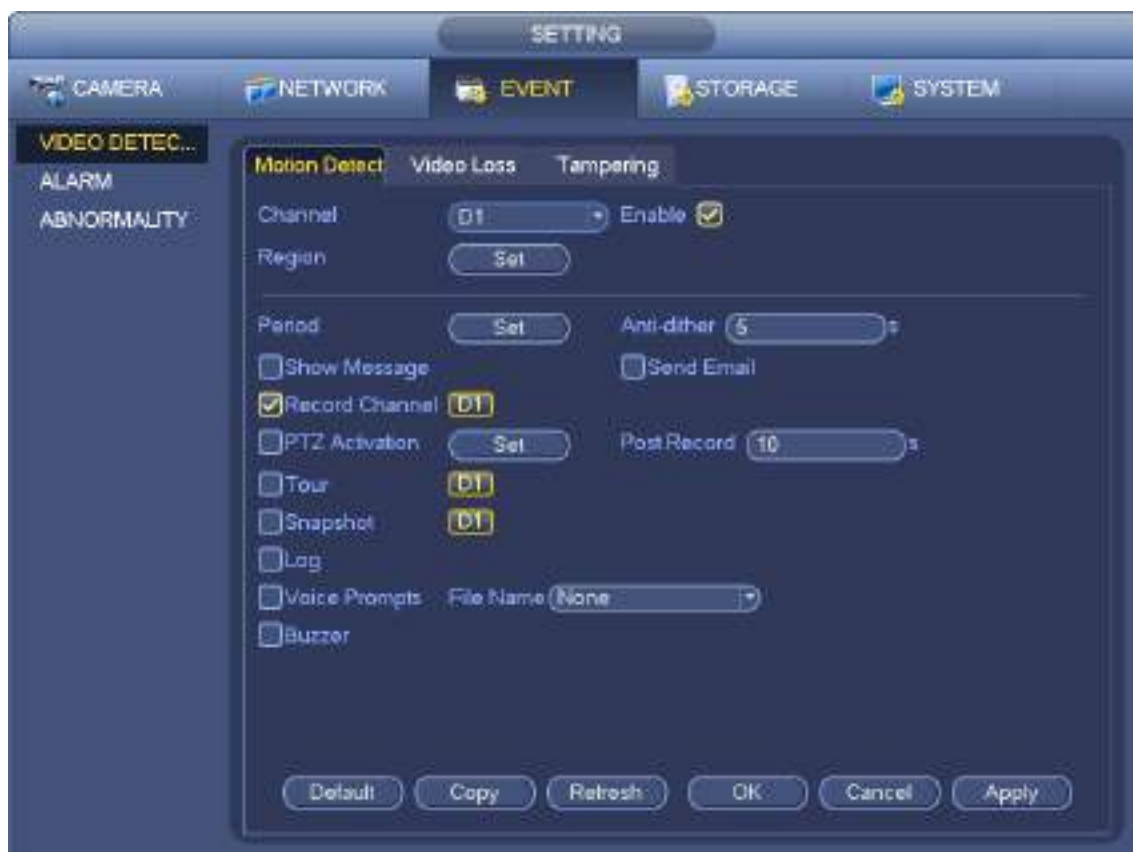 SETTING
CAMERA NETWORK EVENT STORAGE SYSTEM
VIDEO DETEC...
ALARM
ABNORMALITY
Motion Detect Video Loss Tampering
Channel D1 Enable
Region Set
Period Set Anti-dither 5 s
Show Message Send Email
Record Channel D1
PTZ Activation Set Post Record 10 s
Tour D1
Snapshot D1
Log
Voice Prompts File Name None
Buzzer
Default Copy Refresh OK Cancel Apply